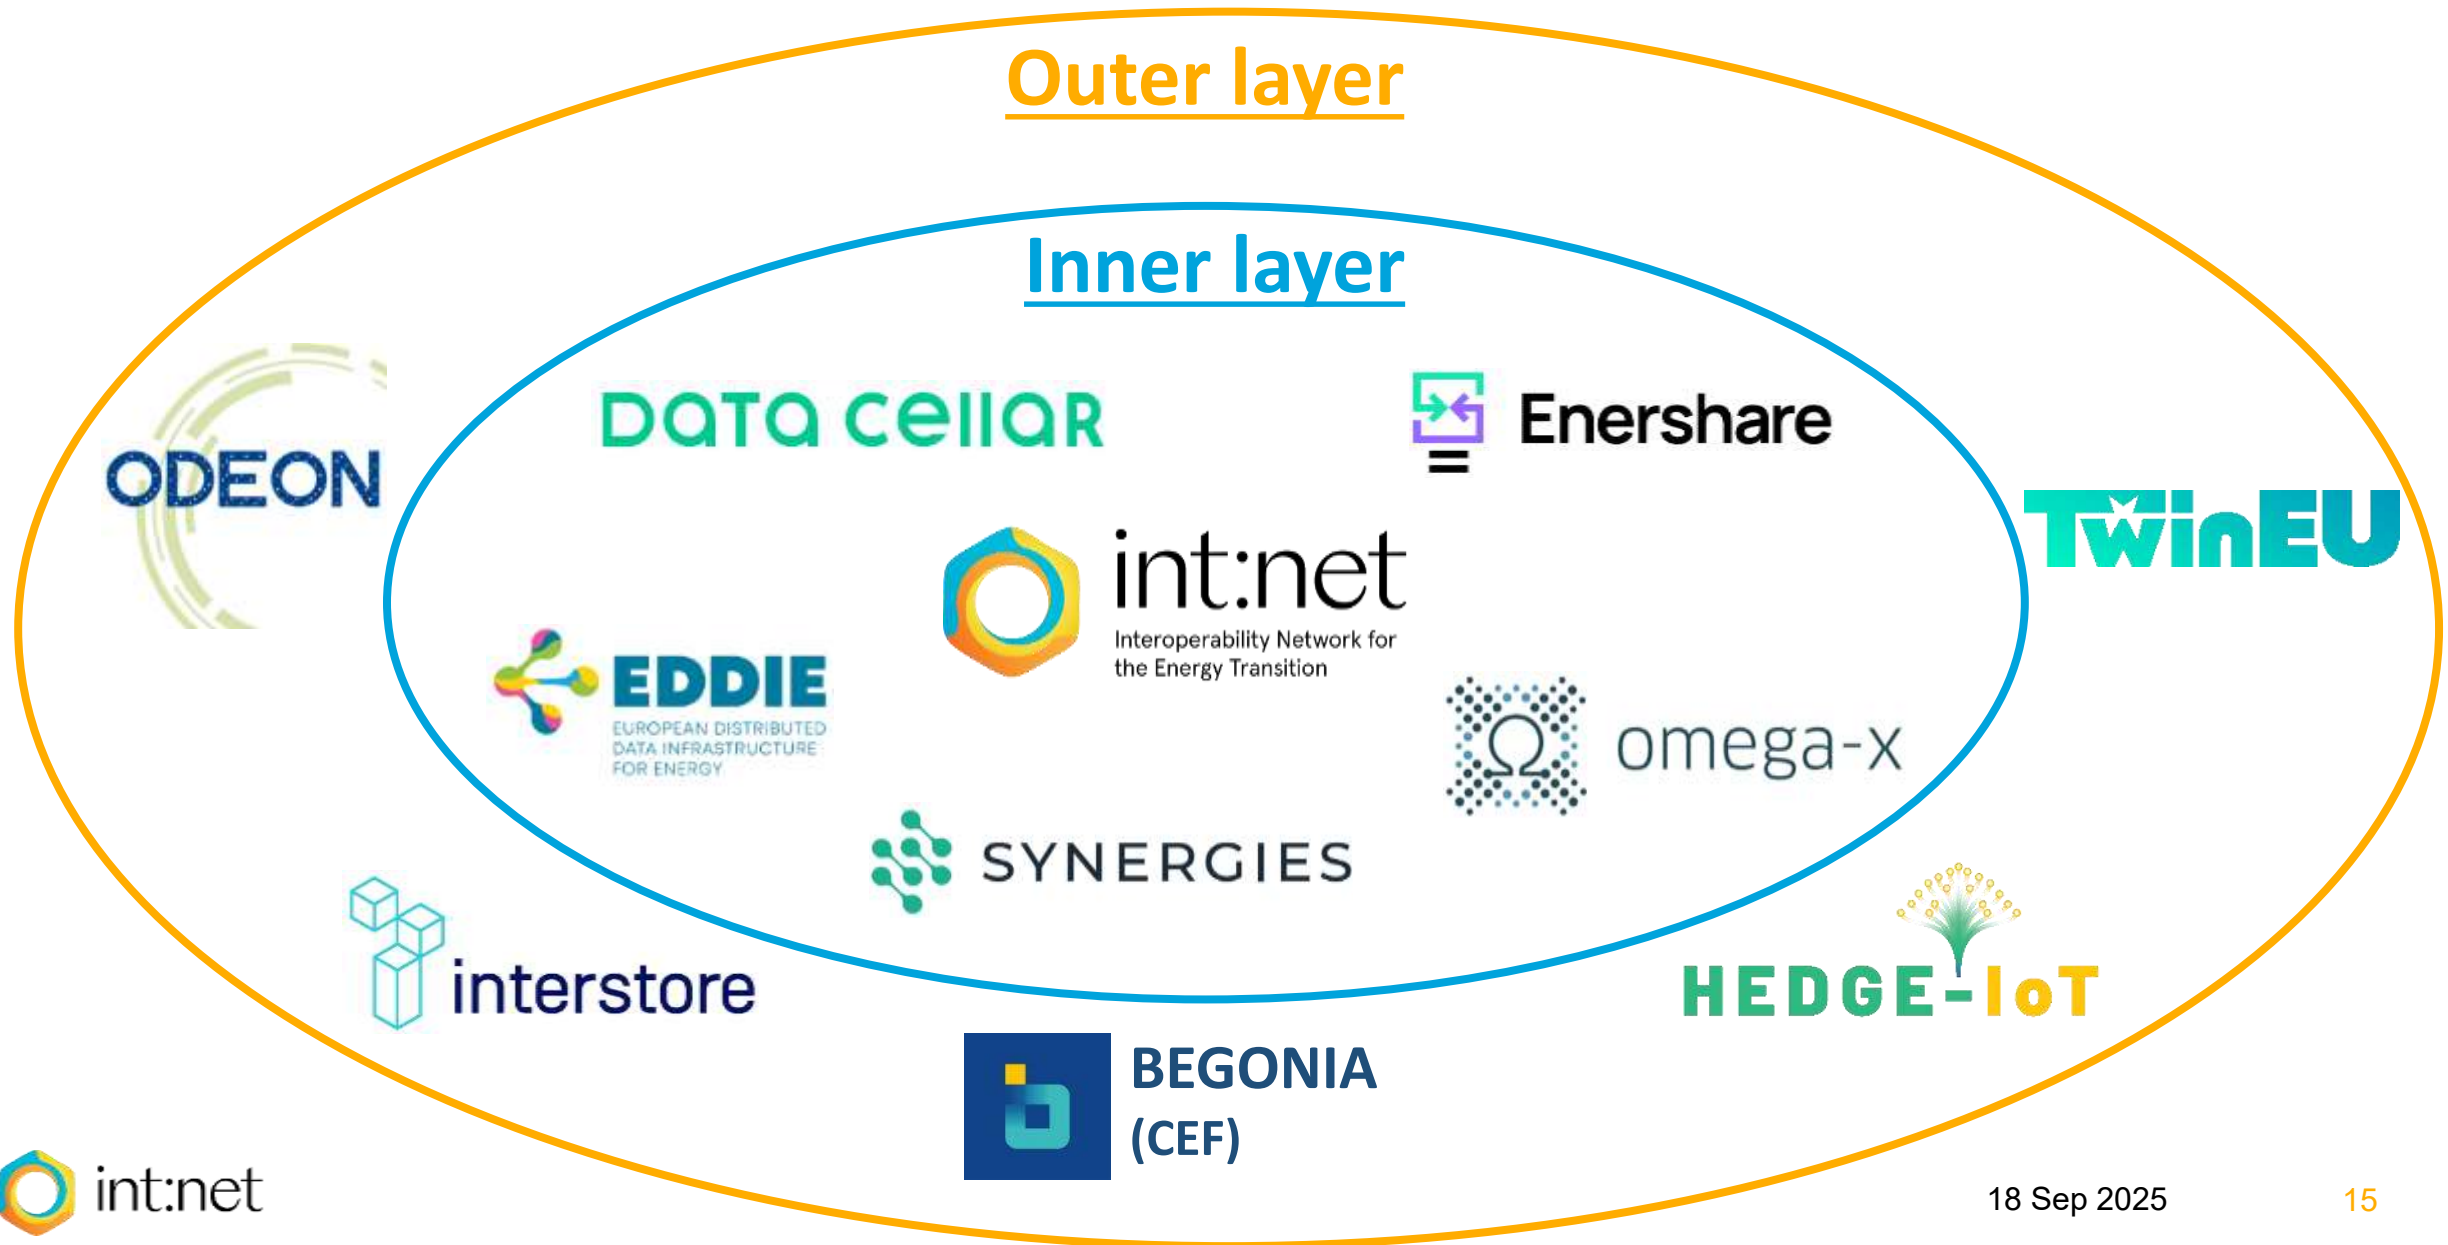 Outer layer
Inner layer
DATA CellAR
Enershare
ODEON
TwinEU
int:net
Interoperability Network for
the Energy Transition
EDDIE
EUROPEAN DISTRIBUTED
DATA INFRASTRUCTURE
FOR ENERGY
omega-x
SYNERGIES
interstore
HEDGE-IoT
BEGONIA
(CEF)
int:net
18 Sep 2025
15